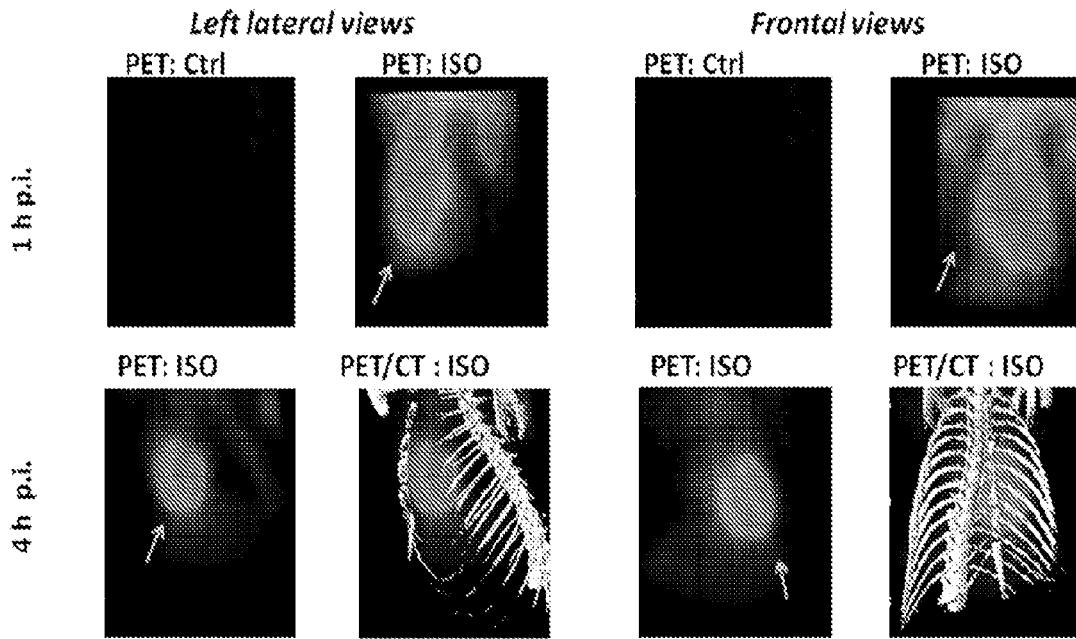 Left lateral views Frontal views
PET: Ctrl PET: ISO PET: Ctrl PET: ISO
1 h p.i.
PET: ISO PET/CT : ISO PET: ISO PET/CT : ISO
4 h p.i.